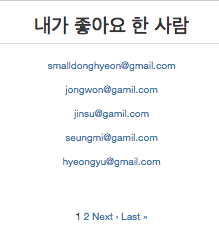 내가 좋아요 한 사람
smalldonghyeon@gmail.com
jongwon@gamil.com
jinsu@gamil.com
seungmi@gamil.com
hyeongyu@gmail.com
1 2 Next › Last »